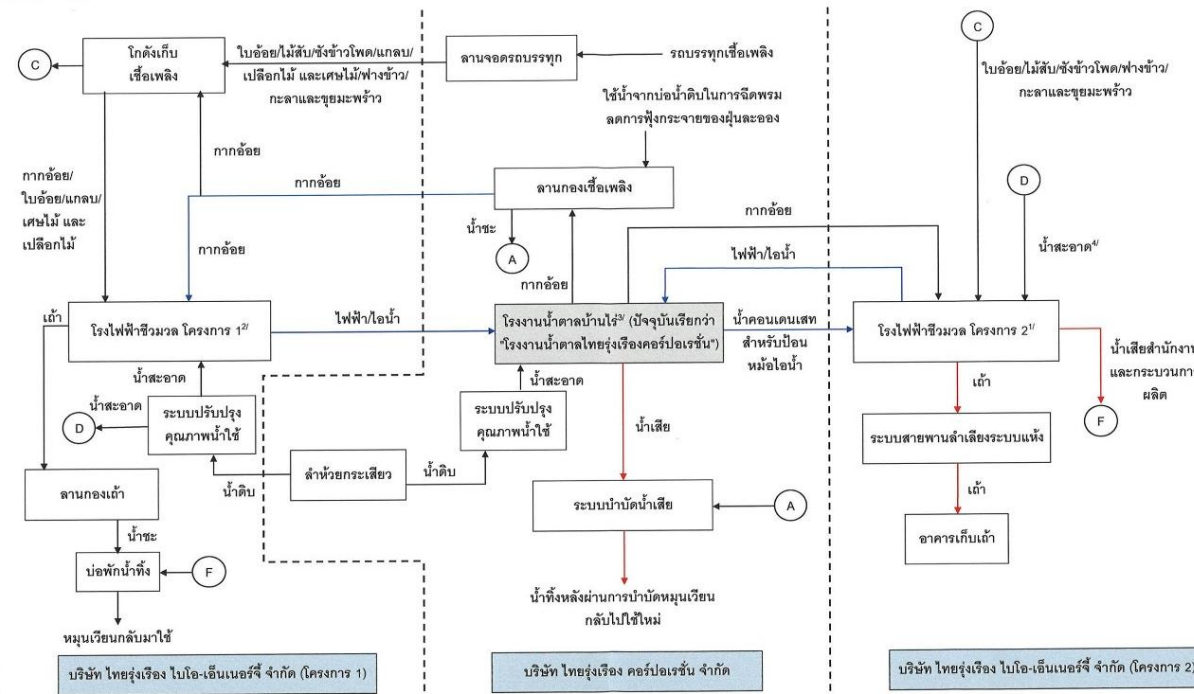 C
โกดังเก็บ
เชื้อเพลิง
ใบอ้อย/ไม้สับ/ซังข้าวโพด/แกลบ/
เปลือกไม้ และเศษไม้/ฟางข้าว/
กะลาและขุยมะพร้าว
ลานจอดรถบรรทุก
รถบรรทุกเชื้อเพลิง
C
ใบอ้อย/ไม้สับ/ซังข้าวโพด/ฟางข้าว/
กะลาและขุยมะพร้าว
ใช้น้ำจากบ่อน้ำดิบในการฉีดพรม
ลดการฟุ้งกระจายของฝุ่นละออง
กากอ้อย
กากอ้อย/
ใบอ้อย/แกลบ/
เศษไม้ และ
เปลือกไม้
กากอ้อย
ลานกองเชื้อเพลิง
D
กากอ้อย
กากอ้อย
น้ำชะ
A
น้ำสะอาด4/
ไฟฟ้า/ไอน้ำ
กากอ้อย
เถ้า
โรงไฟฟ้าชีวมวล โครงการ 12/
ไฟฟ้า/ไอน้ำ
โรงงานน้ำตาลบ้านไร่3/ (ปัจจุบันเรียกว่า
"โรงงานน้ำตาลไทยรุ่งเรืองคอร์ปอเรชั่น")
น้ำคอนเดนเสท
สำหรับป้อน
หม้อไอน้ำ
โรงไฟฟ้าชีวมวล โครงการ 21/
น้ำเสียสำนักงาน
และกระบวนการ
ผลิต
F
น้ำสะอาด
น้ำสะอาด
D
ระบบปรับปรุง
คุณภาพน้ำใช้
น้ำสะอาด
ระบบปรับปรุง
คุณภาพน้ำใช้
น้ำเสีย
เถ้า
ระบบสายพานลำเลียงระบบแห้ง
น้ำดิบ
ลำห้วยกระเสียว
น้ำดิบ
ลานกองเถ้า
ระบบบำบัดน้ำเสีย
A
เถ้า
อาคารเก็บเถ้า
น้ำชะ
บ่อพักน้ำทิ้ง
F
น้ำทิ้งหลังผ่านการบำบัดหมุนเวียน
กลับไปใช้ใหม่
หมุนเวียนกลับมาใช้
บริษัท ไทยรุ่งเรือง ไบโอ-เอ็นเนอร์จี้ จำกัด (โครงการ 1)
บริษัท ไทยรุ่งเรือง คอร์ปอเรชั่น จำกัด
บริษัท ไทยรุ่งเรือง ไบโอ-เอ็นเนอร์จี้ จำกัด (โครงการ 2)